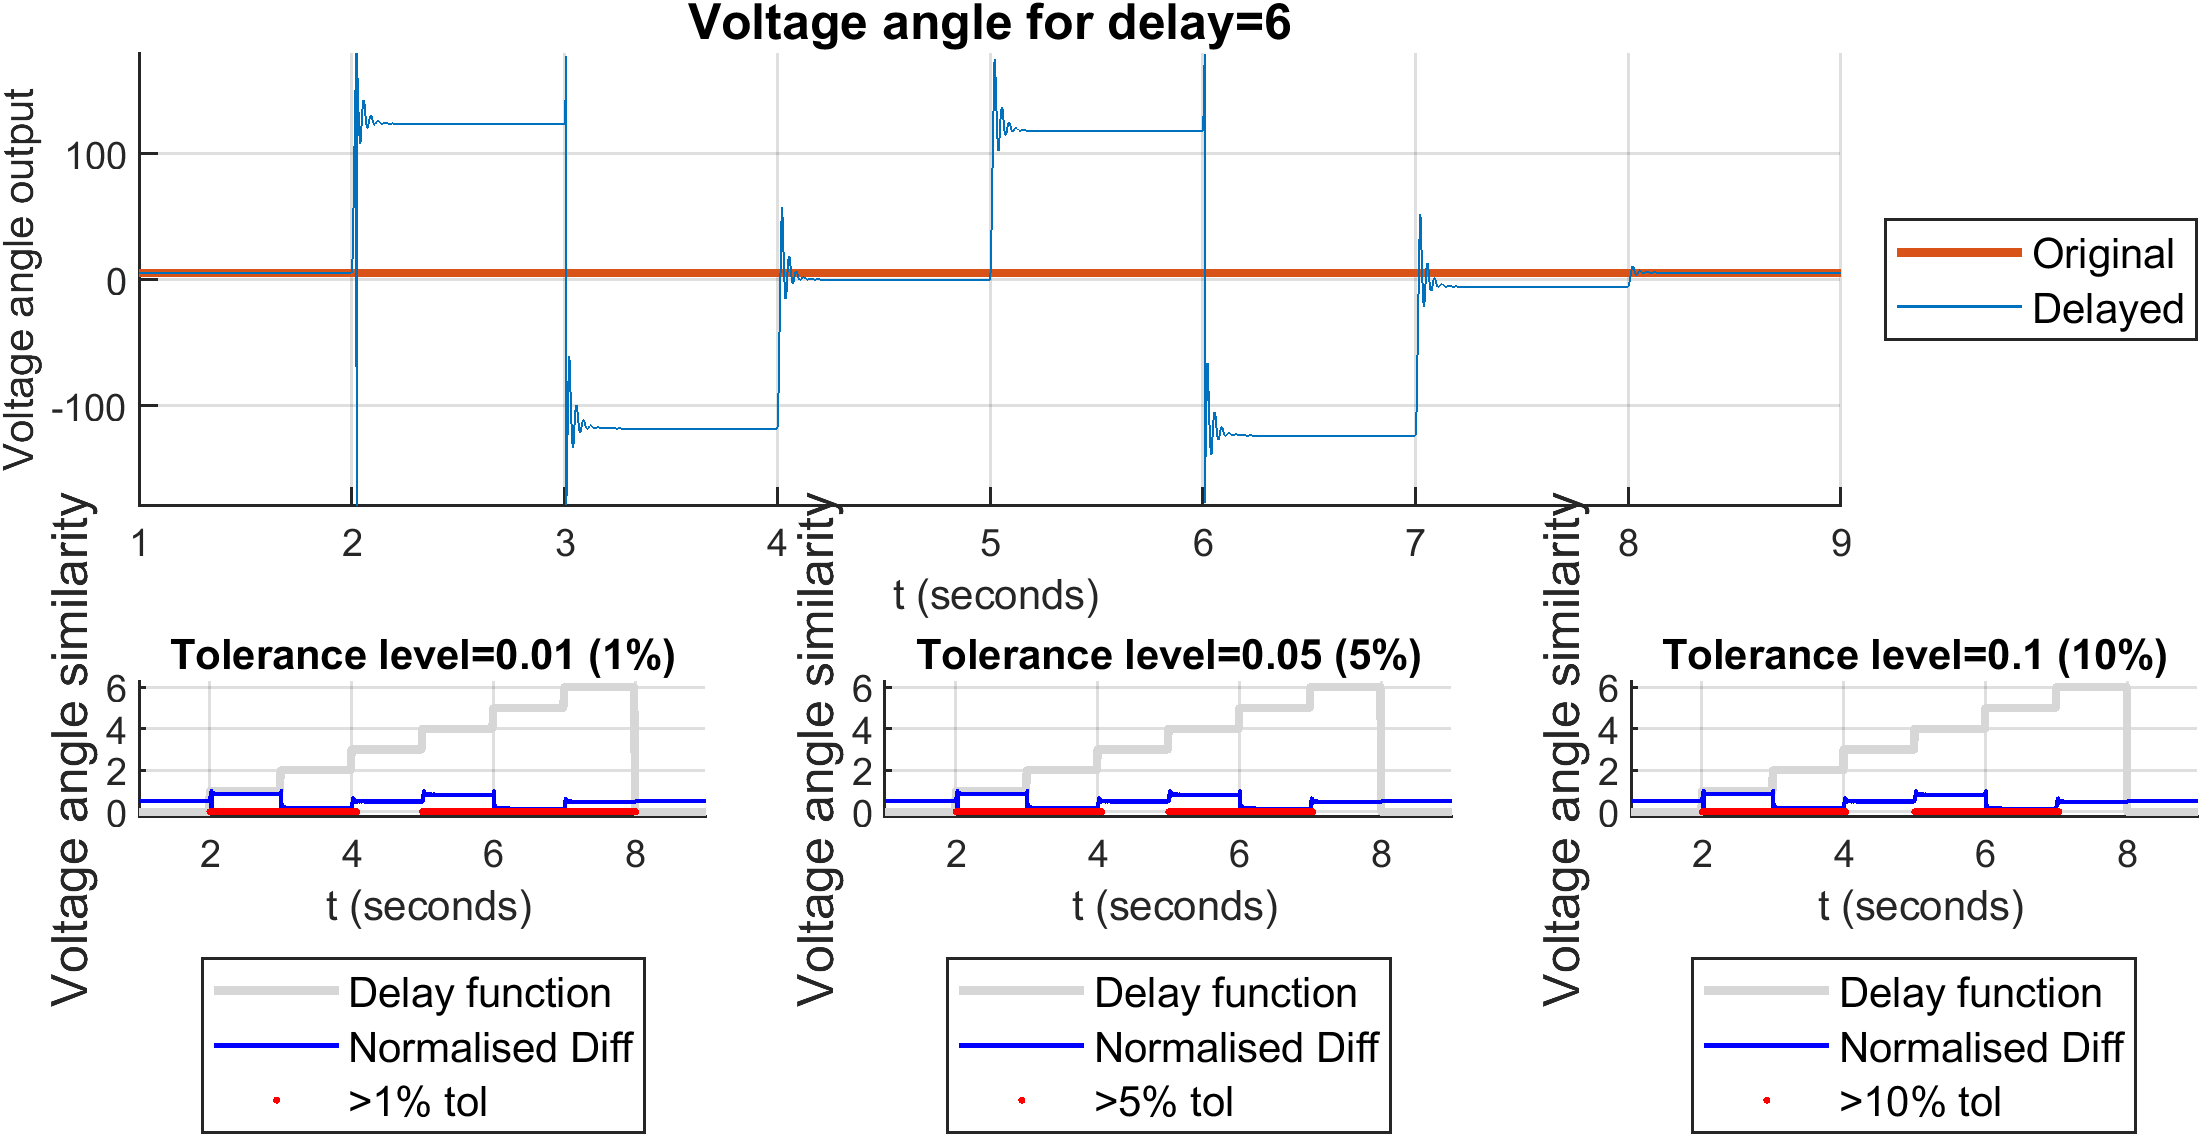 Voltage angle for delay=6
Voltage angle output
100
0
-100
1 2 3 4 5 6 7 8 9
t (seconds)
Original
Delayed
Tolerance level=0.01 (1%)
Voltage angle similarity
6
4
2
0
2 4 6 8
t (seconds)
Delay function
Normalised Diff
>1% tol
Tolerance level=0.05 (5%)
Voltage angle similarity
6
4
2
0
2 4 6 8
t (seconds)
Delay function
Normalised Diff
>5% tol
Tolerance level=0.1 (10%)
Voltage angle similarity
6
4
2
0
2 4 6 8
t (seconds)
Delay function
Normalised Diff
>10% tol